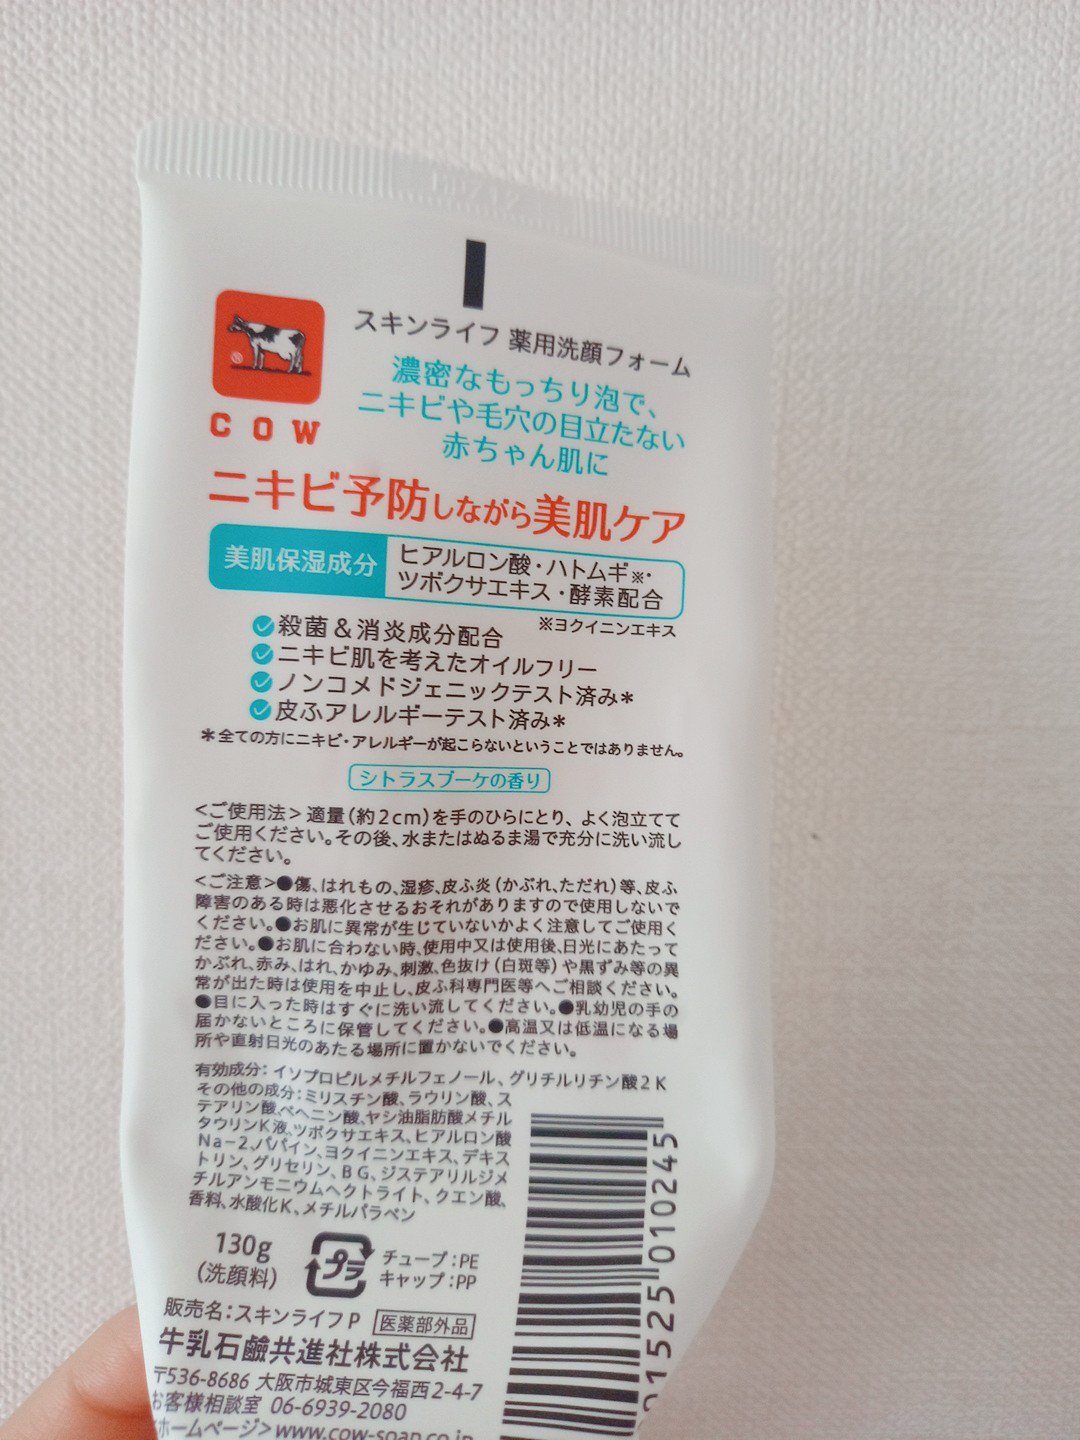 スキンライフ 薬用洗顔フォーム
濃密なもっちり泡で、
ニキビや毛穴の目立たない
赤ちゃん肌に
®
COW
ニキビ予防しながら美肌ケア
美肌保湿成分
ヒアルロン酸・ハトムギ※・
ツボクサエキス・酵素配合
※ヨクイニンエキス
殺菌＆消炎成分配合
ニキビ肌を考えたオイルフリー
ノンコメドジェニックテスト済み＊
皮ふアレルギーテスト済み＊
＊全ての方にニキビ・アレルギーが起こらないということではありません。
シトラスブーケの香り
＜ご使用法＞適量（約2cm）を手のひらにとり、よく泡立てて
ご使用ください。その後、水またはぬるま湯で充分に洗い流し
てください。
＜ご注意＞●傷、はれもの、湿疹、皮ふ炎（かぶれ、ただれ）等、皮ふ
障害のある時は悪化させるおそれがありますので使用しないで
ください。●お肌に異常が生じていないかよく注意してご使用く
ださい。●お肌に合わない時、使用中又は使用後、日光にあたって
かぶれ、赤み、はれ、かゆみ、刺激、色抜け（白斑等）や黒ずみ等の異
常が出た時は使用を中止し、皮ふ科専門医等へご相談ください。
●目に入った時はすぐに洗い流してください。●乳幼児の手の
届かないところに保管してください。●高温又は低温になる場
所や直射日光のあたる場所に置かないでください。
有効成分：イソプロピルメチルフェノール、グリチルリチン酸2K
その他の成分：ミリスチン酸、ラウリン酸、ス
テアリン酸、ベヘニン酸、ヤシ油脂肪酸メチル
タウリンK液、ツボクサエキス、ヒアルロン酸
Na－2、パパイン、ヨクイニンエキス、デキス
トリン、グリセリン、BG、ジステアリルジメ
チルアンモニウムヘクトライト、クエン酸、
香料、水酸化K、メチルパラベン
130g
（洗顔料）
プラ
チューブ：PE
キャップ：PP
販売名：スキンライフP
医薬部外品
牛乳石鹼共進社株式会社
〒536-8686 大阪市城東区今福西2-4-7
お客様相談室 06-6939-2080
ホームページ＞www.cow-soap.co.jp
01525 010245